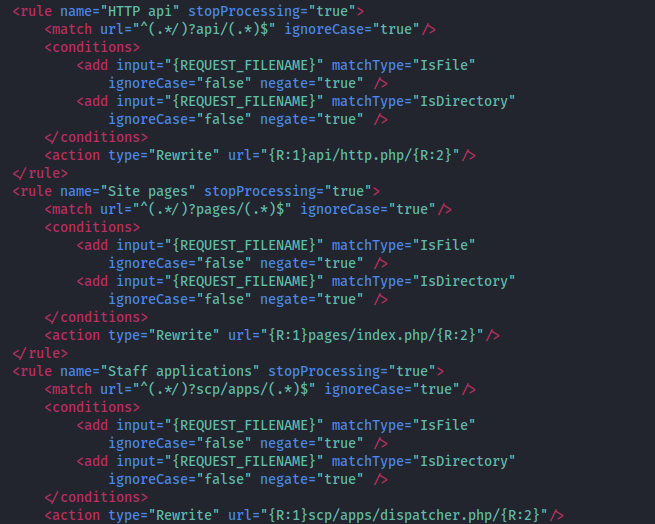 <rule name="HTTP api" stopProcessing="true">
    <match url="^(.*/)?api/(.*)$" ignoreCase="true"/>
    <conditions>
        <add input="{REQUEST_FILENAME}" matchType="IsFile"
            ignoreCase="false" negate="true" />
        <add input="{REQUEST_FILENAME}" matchType="IsDirectory"
            ignoreCase="false" negate="true" />
    </conditions>
    <action type="Rewrite" url="{R:1}api/http.php/{R:2}"/>
</rule>
<rule name="Site pages" stopProcessing="true">
    <match url="^(.*/)?pages/(.*)$" ignoreCase="true"/>
    <conditions>
        <add input="{REQUEST_FILENAME}" matchType="IsFile"
            ignoreCase="false" negate="true" />
        <add input="{REQUEST_FILENAME}" matchType="IsDirectory"
            ignoreCase="false" negate="true" />
    </conditions>
    <action type="Rewrite" url="{R:1}pages/index.php/{R:2}"/>
</rule>
<rule name="Staff applications" stopProcessing="true">
    <match url="^(.*/)?scp/apps/(.*)$" ignoreCase="true"/>
    <conditions>
        <add input="{REQUEST_FILENAME}" matchType="IsFile"
            ignoreCase="false" negate="true" />
        <add input="{REQUEST_FILENAME}" matchType="IsDirectory"
            ignoreCase="false" negate="true" />
    </conditions>
    <action type="Rewrite" url="{R:1}scp/apps/dispatcher.php/{R:2}"/>